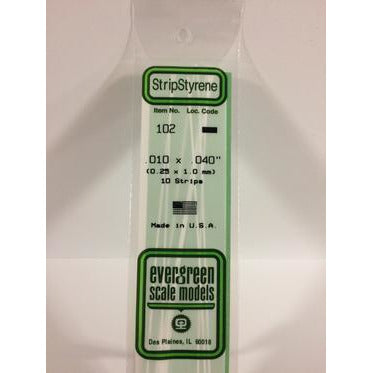 StripStyrene
Item No. Loc. Code
102
.010 x .040"
(0.25 x 1.0 mm)
10 Strips
Made in U.S.A.
evergreen
scale models
Des Plaines, IL 60018